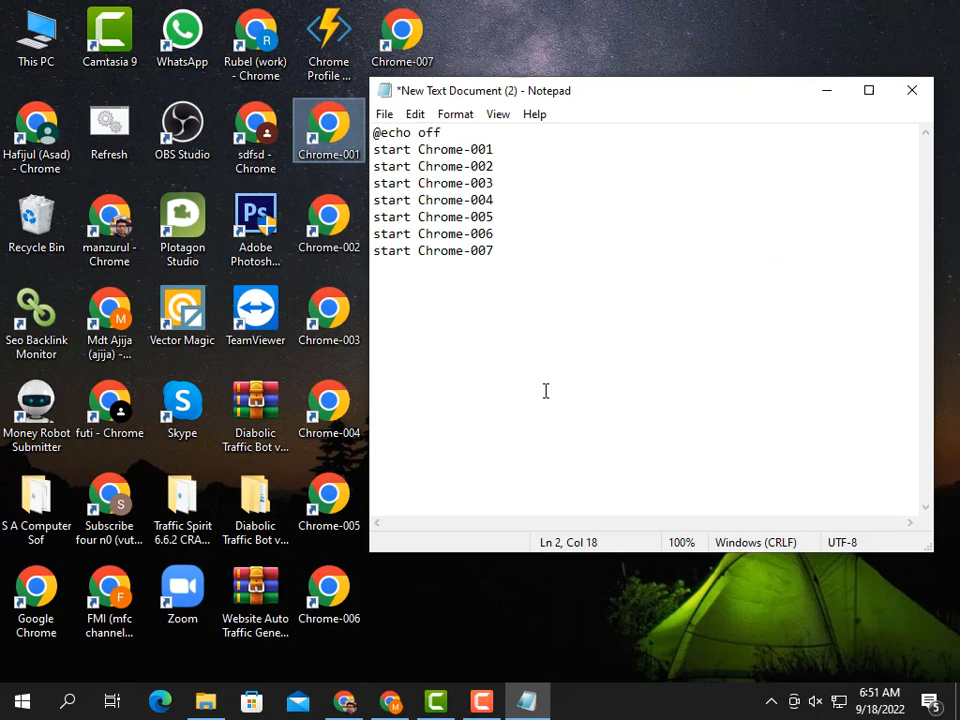 This PC
Camtasia 9
WhatsApp
Rubel (work)
- Chrome
Chrome
Profile ...
Chrome-007
Hafijul (Asad)
- Chrome
Refresh
OBS Studio
sdfsd -
Chrome
Chrome-001
Recycle Bin
manzurul -
Chrome
Plotagon
Studio
Adobe
Photosh...
Chrome-002
Seo Backlink
Monitor
Mdt Ajija
(ajija) -...
Vector Magic
TeamViewer
Chrome-003
Money Robot
Submitter
futi - Chrome
Skype
Diabolic
Traffic Bot v...
Chrome-004
S A Computer
Sof
Subscribe
four n0 (vut...
Traffic Spirit
6.6.2 CRA...
Diabolic
Traffic Bot v...
Chrome-005
Google
Chrome
FMI (mfc
channel...
Zoom
Website Auto
Traffic Gene...
Chrome-006
*New Text Document (2) - Notepad
File Edit Format View Help
@echo off
start Chrome-001
start Chrome-002
start Chrome-003
start Chrome-004
start Chrome-005
start Chrome-006
start Chrome-007
Ln 2, Col 18 100% Windows (CRLF) UTF-8
6:51 AM
9/18/2022
5